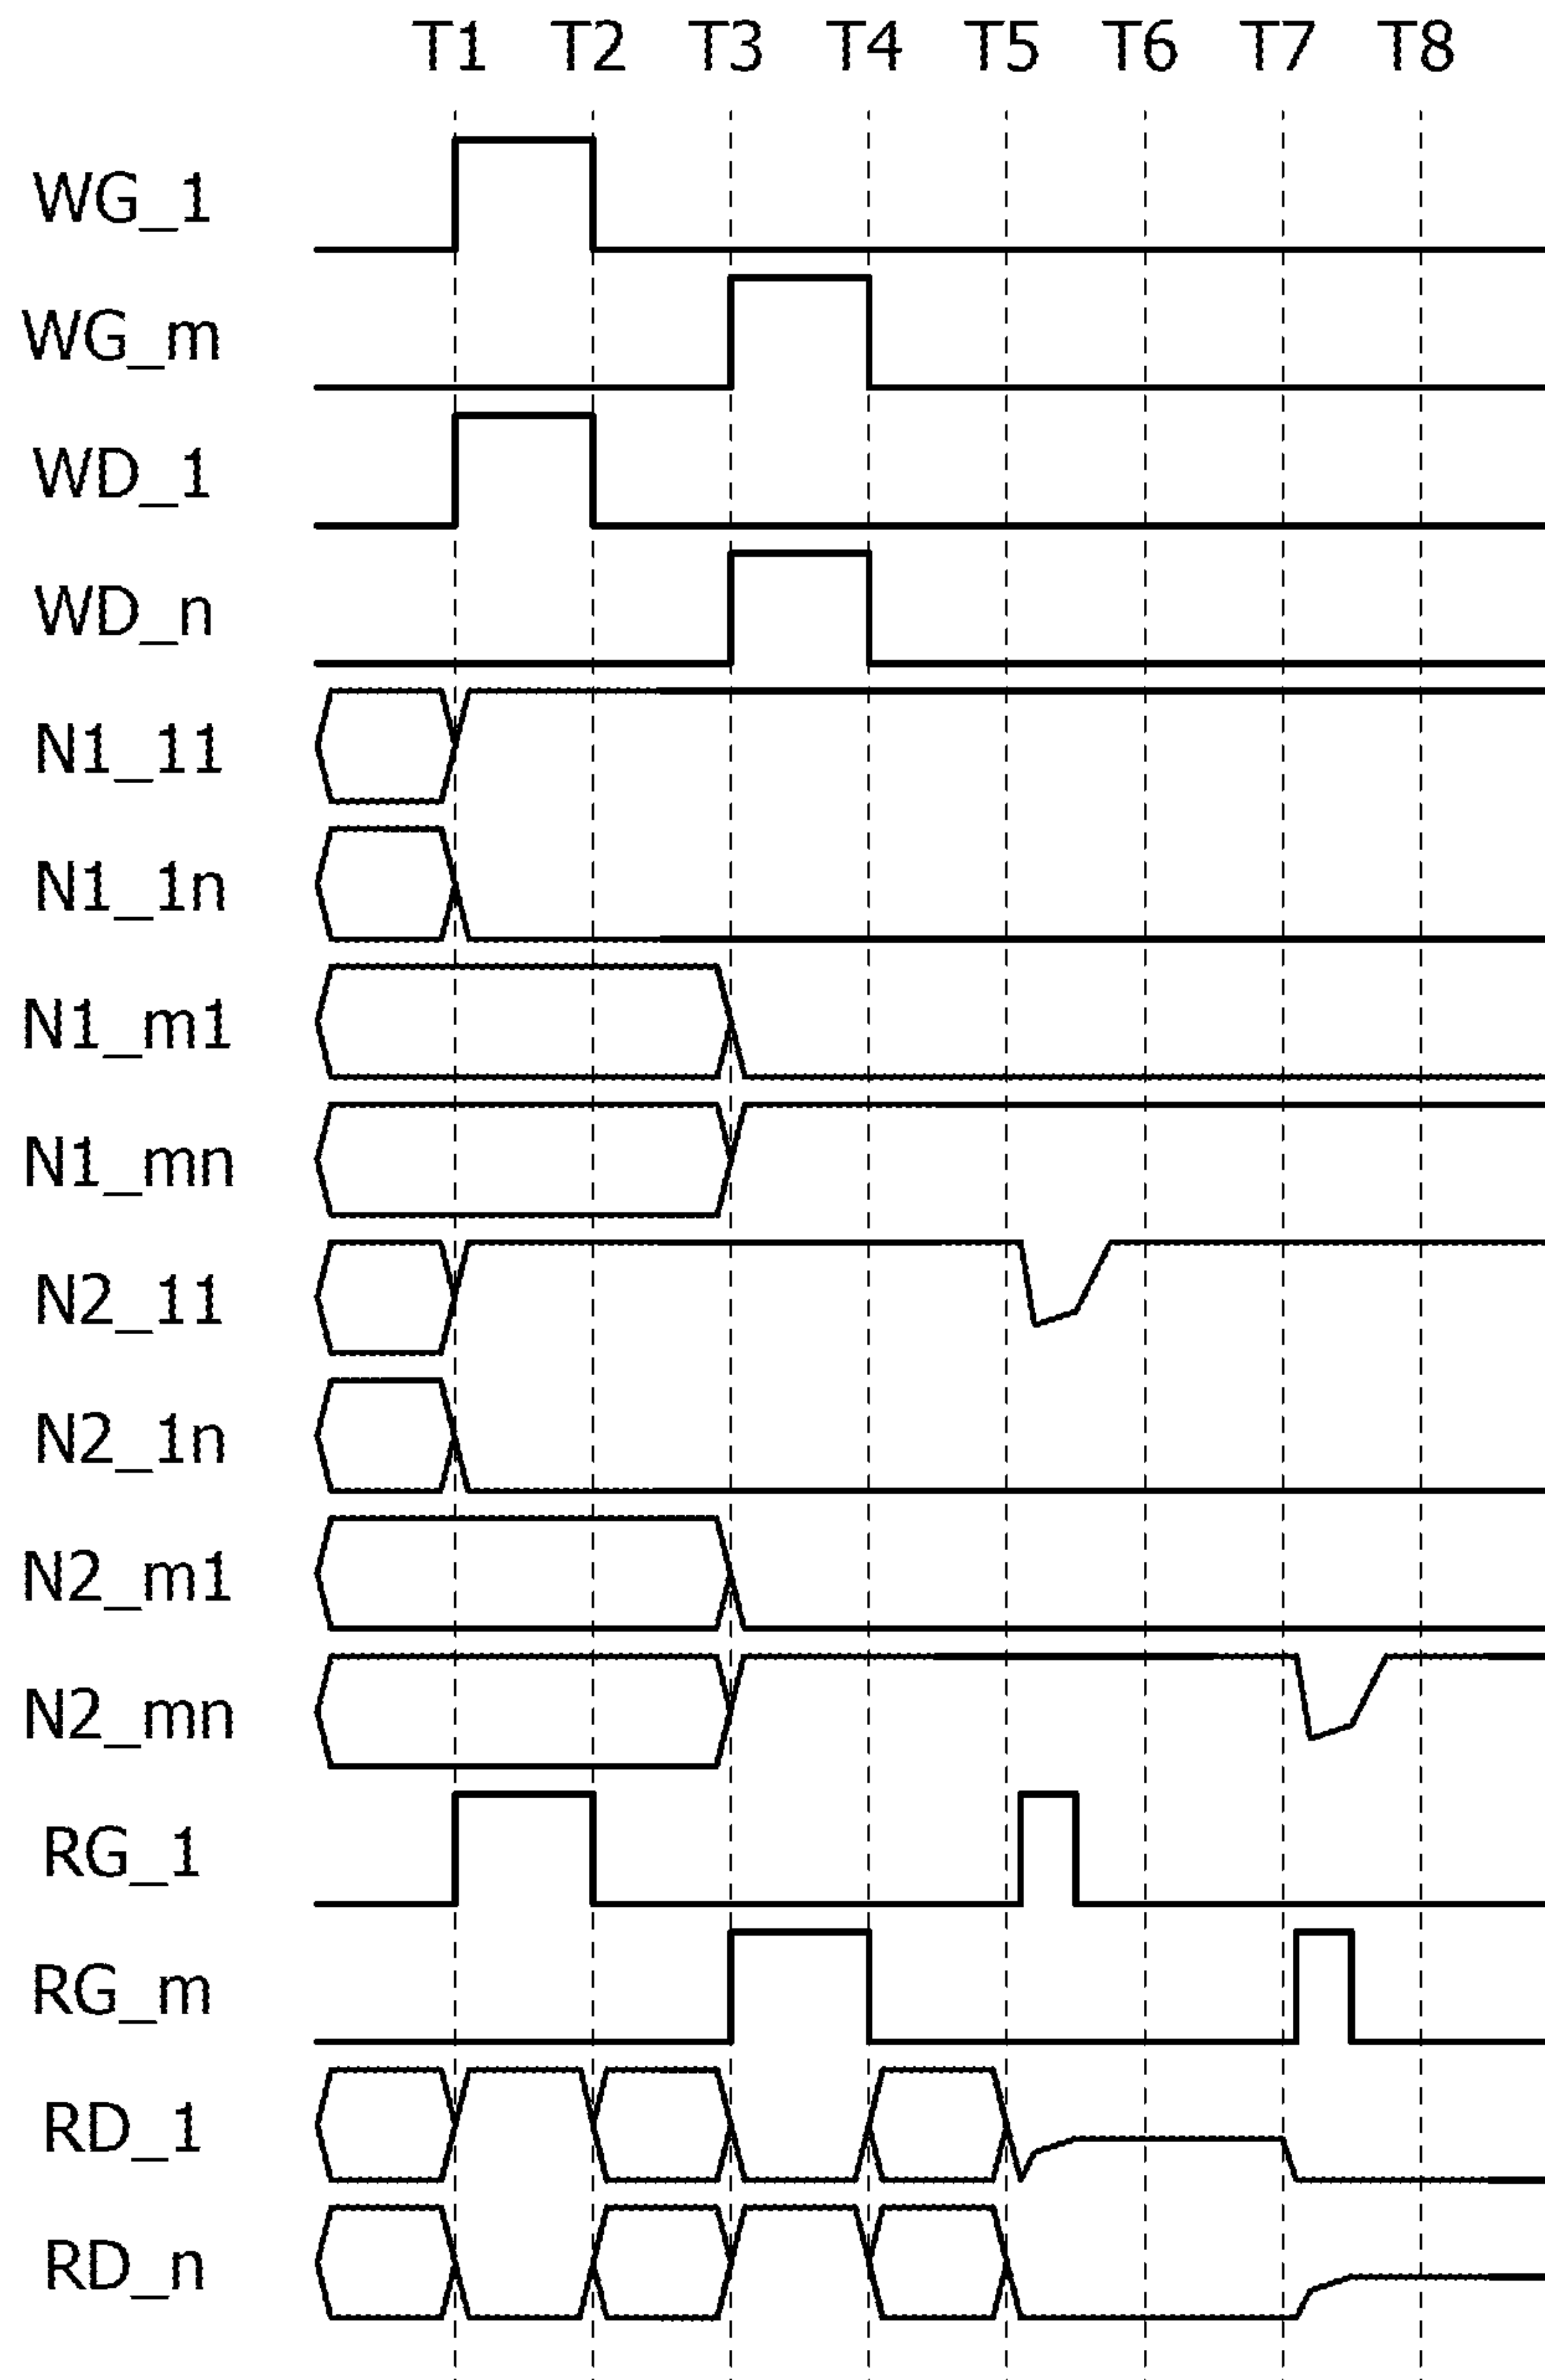 T1 T2 T3 T4 T5 T6 T7 T8
WG_1
WG_m
WD_1
WD_n
N1_11
N1_1n
N1_m1
N1_mn
N2_11
N2_1n
N2_m1
N2_mn
RG_1
RG_m
RD_1
RD_n